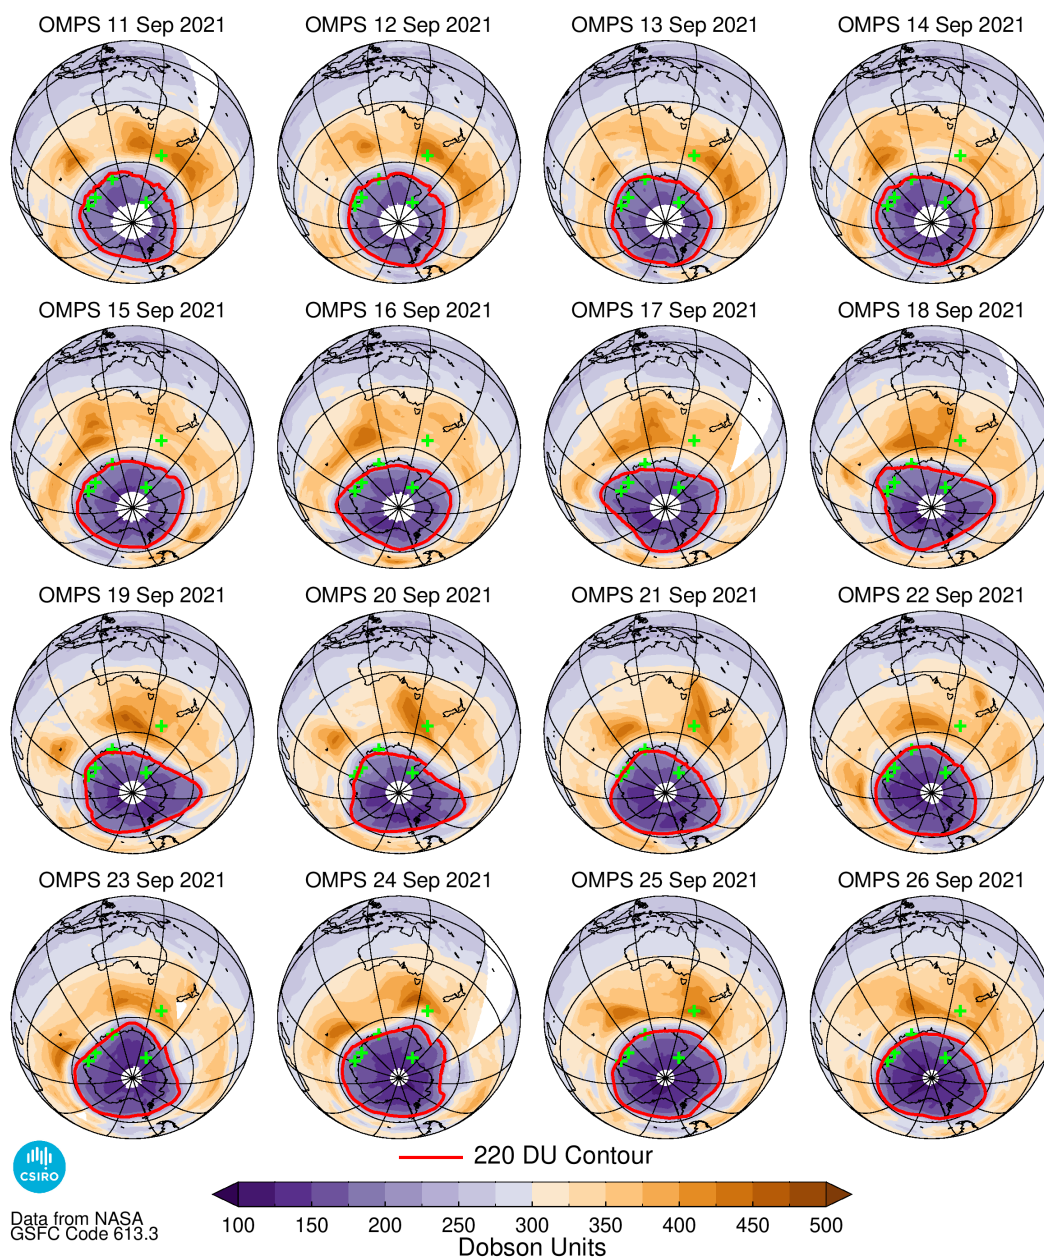 OMPS 11 Sep 2021
OMPS 12 Sep 2021
OMPS 13 Sep 2021
OMPS 14 Sep 2021
OMPS 15 Sep 2021
OMPS 16 Sep 2021
OMPS 17 Sep 2021
OMPS 18 Sep 2021
OMPS 19 Sep 2021
OMPS 20 Sep 2021
OMPS 21 Sep 2021
OMPS 22 Sep 2021
OMPS 23 Sep 2021
OMPS 24 Sep 2021
OMPS 25 Sep 2021
OMPS 26 Sep 2021
220 DU Contour
CSIRO
Data from NASA
GSFC Code 613.3
100 150 200 250 300 350 400 450 500
Dobson Units